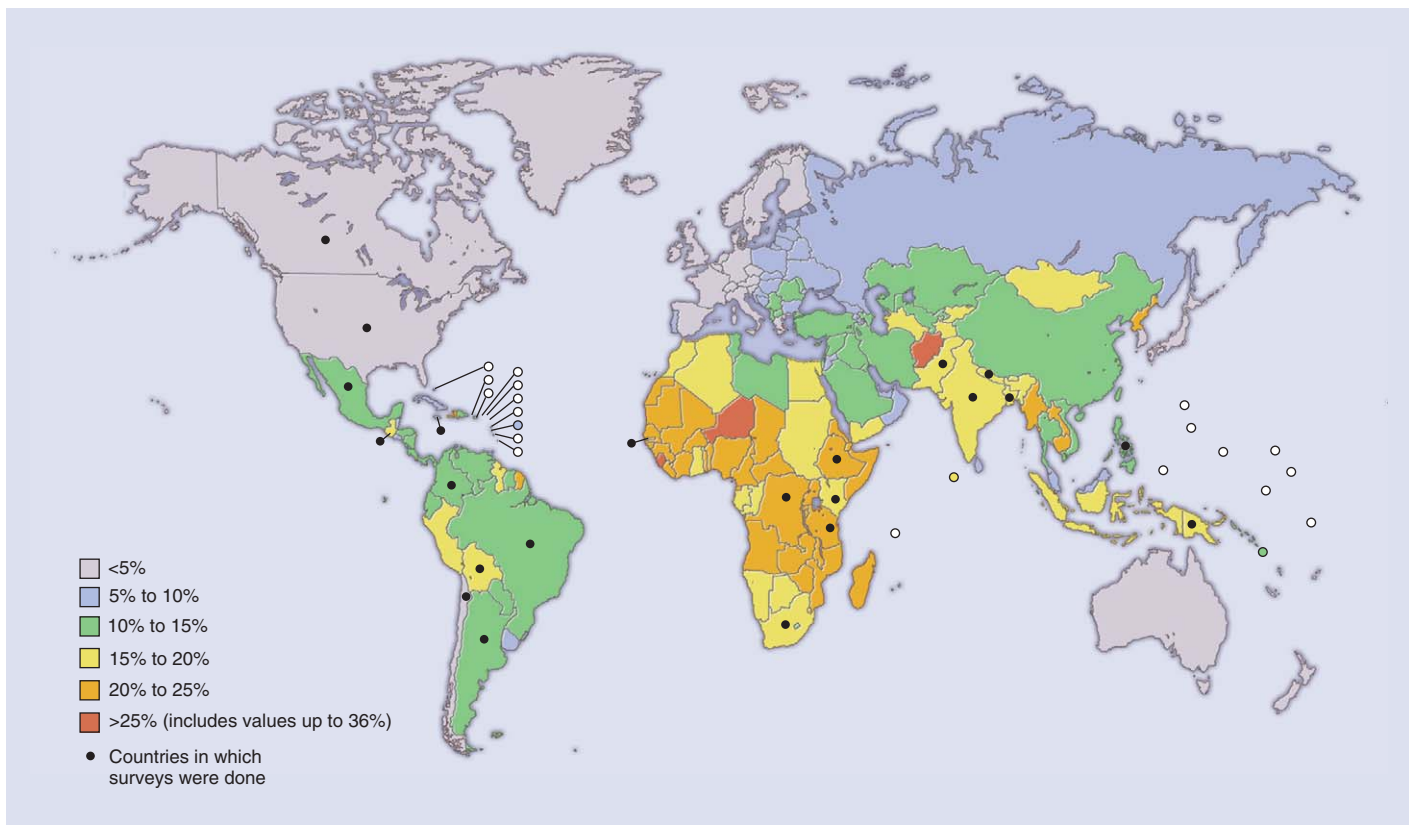 <5%
5% to 10%
10% to 15%
15% to 20%
20% to 25%
>25% (includes values up to 36%)
Countries in which
surveys were done